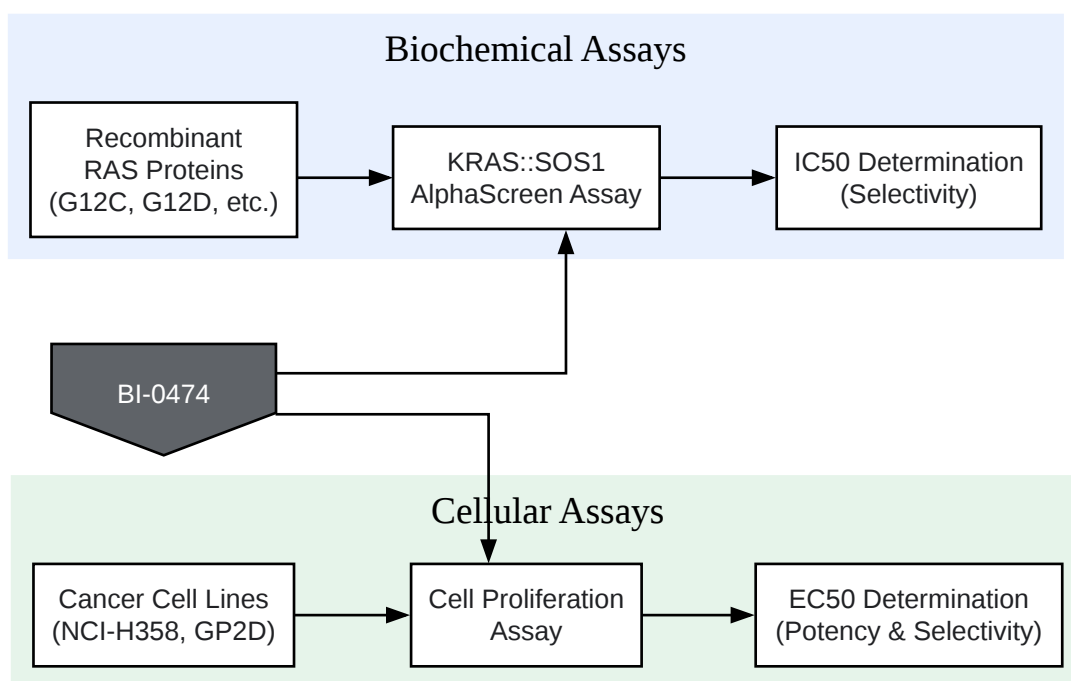 Biochemical Assays
Recombinant
RAS Proteins
(G12C, G12D, etc.)
KRAS::SOS1
AlphaScreen Assay
IC50 Determination
(Selectivity)
BI-0474
Cellular Assays
Cancer Cell Lines
(NCI-H358, GP2D)
Cell Proliferation
Assay
EC50 Determination
(Potency & Selectivity)